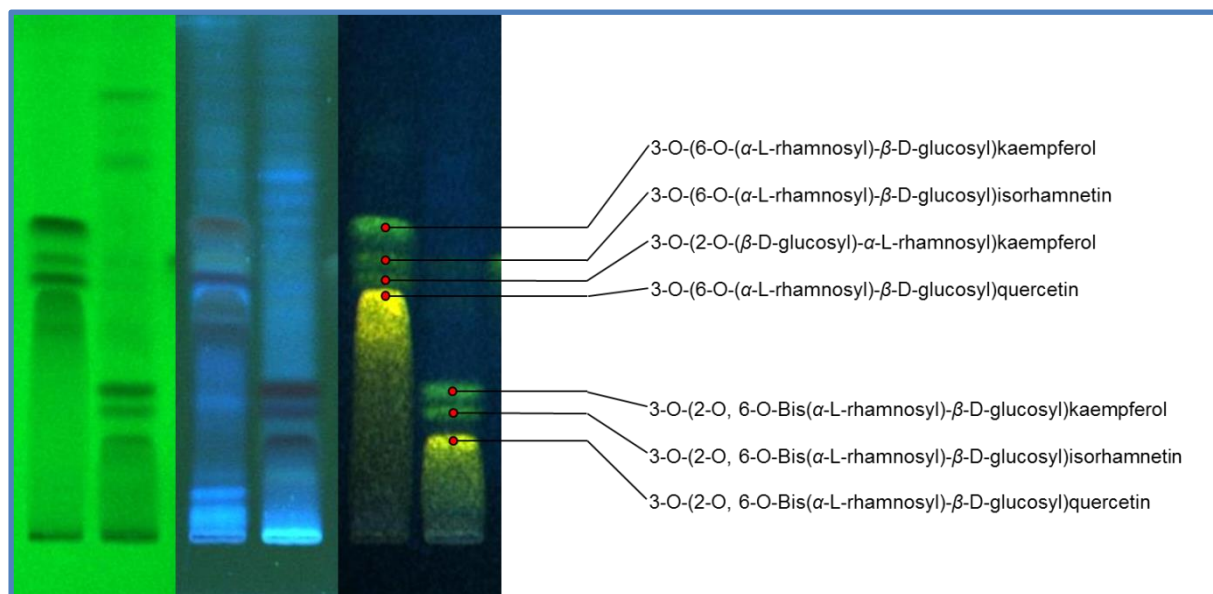 3-O-(6-O-(α-L-rhamnosyl)-β-D-glucosyl)kaempferol
3-O-(6-O-(α-L-rhamnosyl)-β-D-glucosyl)isorhamnetin
3-O-(2-O-(β-D-glucosyl)-α-L-rhamnosyl)kaempferol
3-O-(6-O-(α-L-rhamnosyl)-β-D-glucosyl)quercetin
3-O-(2-O, 6-O-Bis(α-L-rhamnosyl)-β-D-glucosyl)kaempferol
3-O-(2-O, 6-O-Bis(α-L-rhamnosyl)-β-D-glucosyl)isorhamnetin
3-O-(2-O, 6-O-Bis(α-L-rhamnosyl)-β-D-glucosyl)quercetin